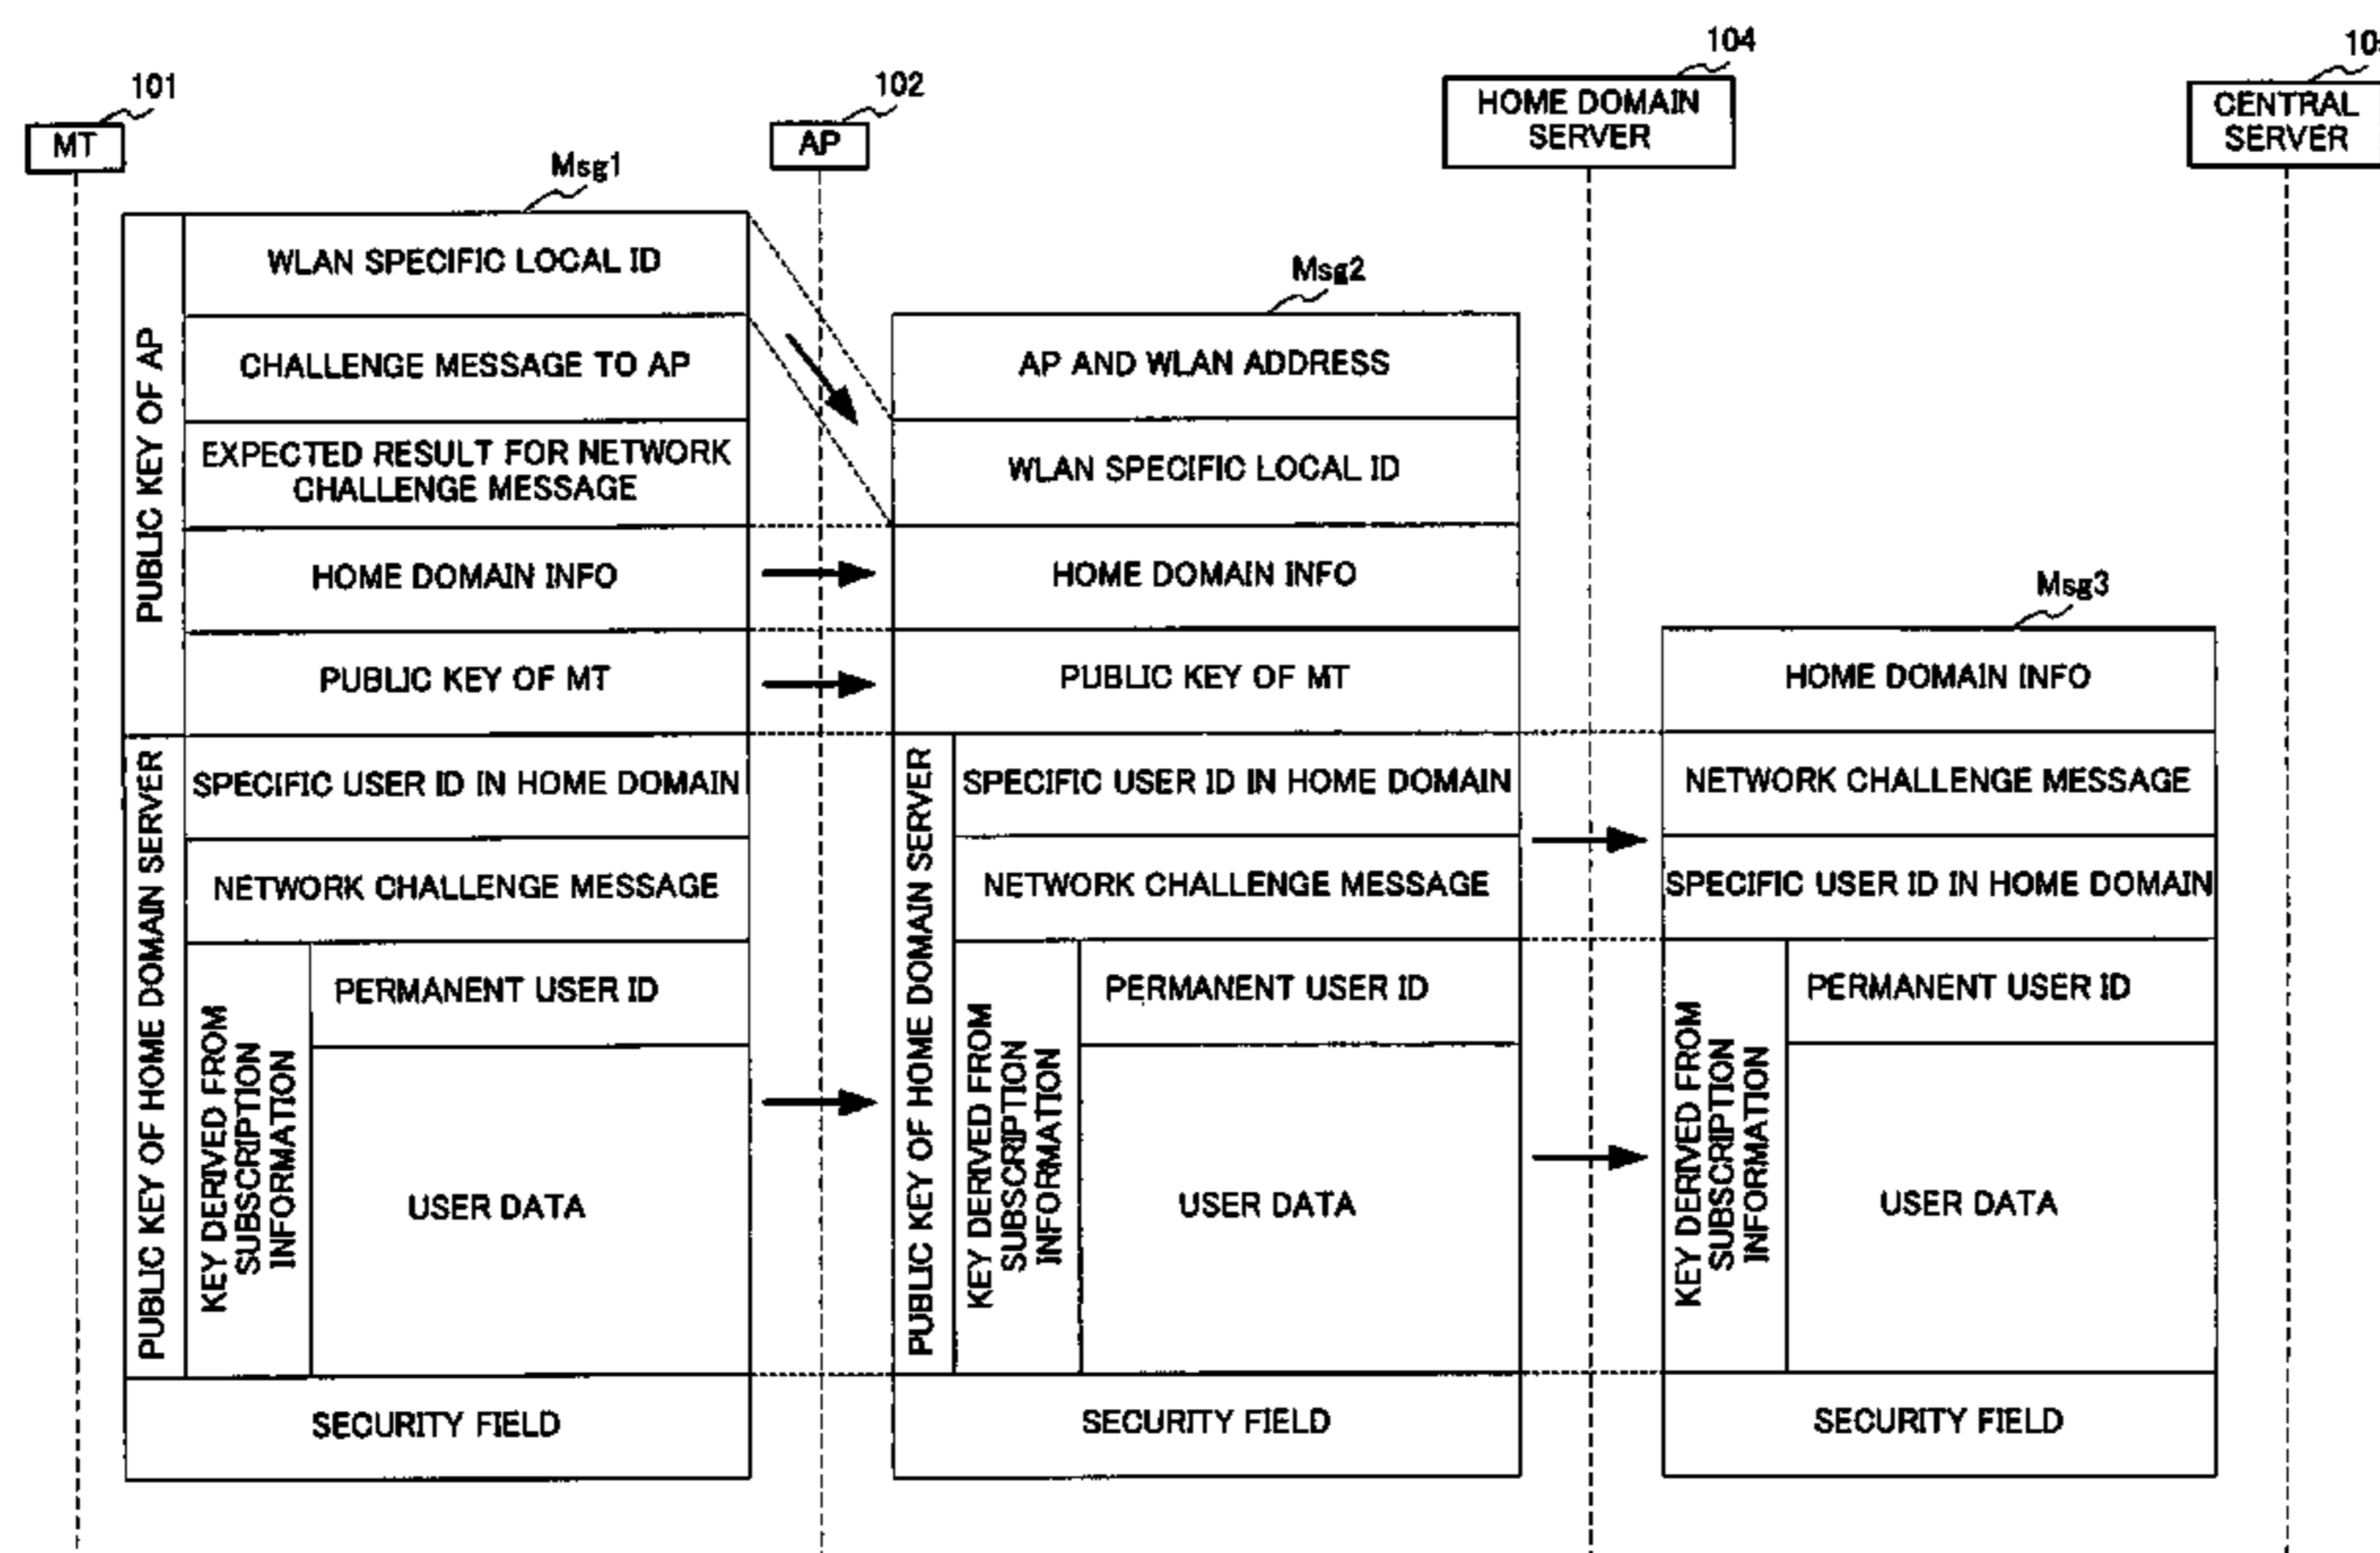 101
MT
102
AP
104
HOME DOMAIN
SERVER
CENTRAL
SERVER
Msg1
PUBLIC KEY OF AP
WLAN SPECIFIC LOCAL ID
CHALLENGE MESSAGE TO AP
EXPECTED RESULT FOR NETWORK
CHALLENGE MESSAGE
HOME DOMAIN INFO
PUBLIC KEY OF MT
PUBLIC KEY OF HOME DOMAIN SERVER
SPECIFIC USER ID IN HOME DOMAIN
NETWORK CHALLENGE MESSAGE
KEY DERIVED FROM
SUBSCRIPTION
INFORMATION
PERMANENT USER ID
USER DATA
SECURITY FIELD
Msg2
AP AND WLAN ADDRESS
WLAN SPECIFIC LOCAL ID
HOME DOMAIN INFO
PUBLIC KEY OF MT
PUBLIC KEY OF HOME DOMAIN SERVER
SPECIFIC USER ID IN HOME DOMAIN
NETWORK CHALLENGE MESSAGE
KEY DERIVED FROM
SUBSCRIPTION
INFORMATION
PERMANENT USER ID
USER DATA
SECURITY FIELD
Msg3
HOME DOMAIN INFO
NETWORK CHALLENGE MESSAGE
SPECIFIC USER ID IN HOME DOMAIN
KEY DERIVED FROM
SUBSCRIPTION
INFORMATION
PERMANENT USER ID
USER DATA
SECURITY FIELD